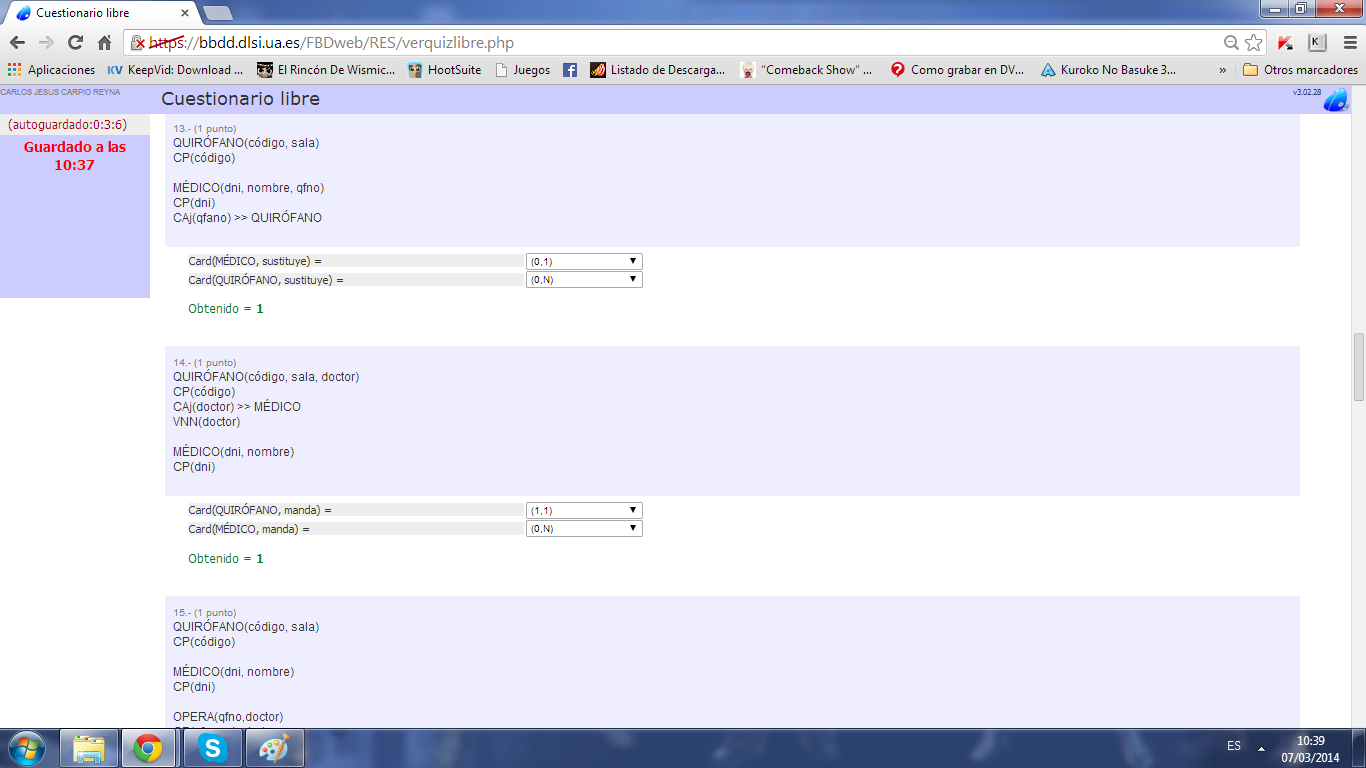 Cuestionario libre
https://bbdd.dlsi.ua.es/FBDweb/RES/verquizlibre.php
Aplicaciones KV KeepVid: Download ... El Rincón De Wismic... HootSuite Juegos Listado de Descarga... "Comeback Show" ... Como grabar en DV... Kuroko No Basuke 3... » Otros marcadores
CARLOS JESUS CARPIO REYNA
Cuestionario libre
v3.02.28
(autoguardado:0:3:6)
Guardado a las
10:37
13.- (1 punto)
QUIRÓFANO(código, sala)
CP(código)
MÉDICO(dni, nombre, qfno)
CP(dni)
CAj(qfano) >> QUIRÓFANO
Card(MÉDICO, sustituye) = (0,1)
Card(QUIRÓFANO, sustituye) = (0,N)
Obtenido = 1
14.- (1 punto)
QUIRÓFANO(código, sala, doctor)
CP(código)
CAj(doctor) >> MÉDICO
VNN(doctor)
MÉDICO(dni, nombre)
CP(dni)
Card(QUIRÓFANO, manda) = (1,1)
Card(MÉDICO, manda) = (0,N)
Obtenido = 1
15.- (1 punto)
QUIRÓFANO(código, sala)
CP(código)
MÉDICO(dni, nombre)
CP(dni)
OPERA(qfno,doctor)
ES
10:39
07/03/2014